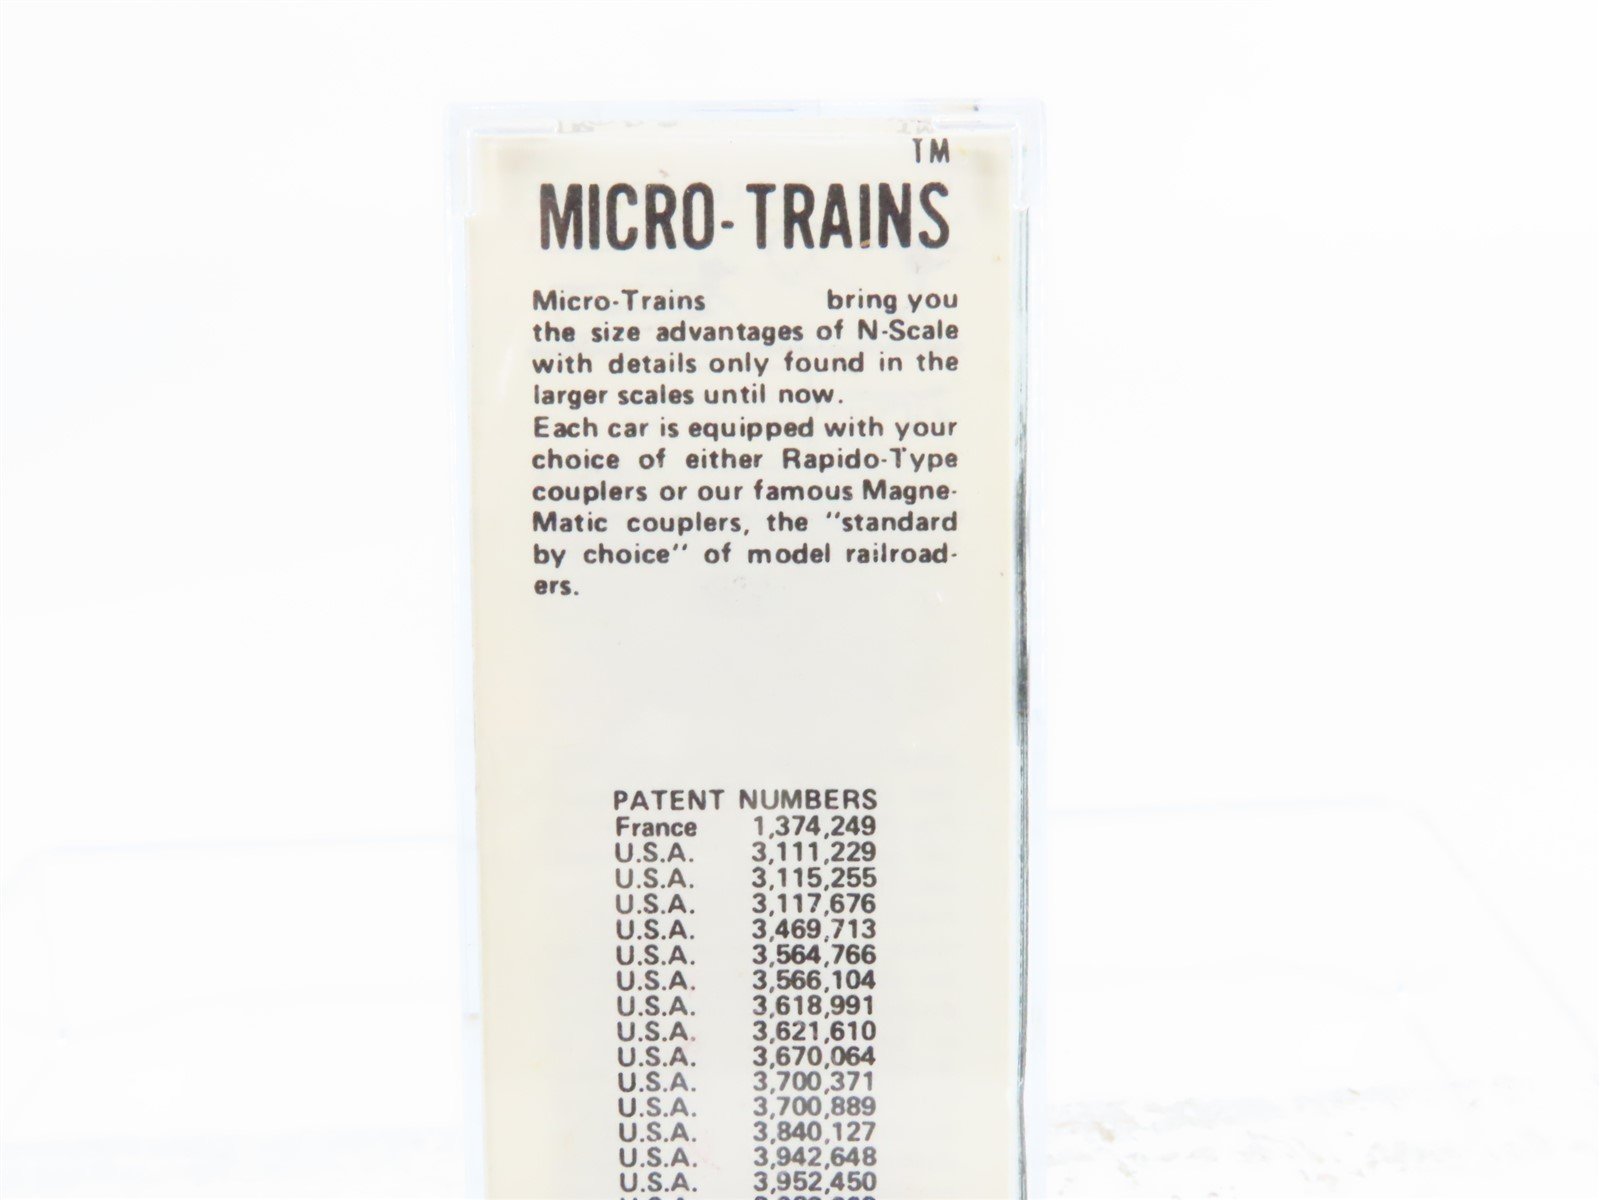 TM
MICRO-TRAINS
Micro-Trains bring you
the size advantages of N-Scale
with details only found in the
larger scales until now.
Each car is equipped with your
choice of either Rapido-Type
couplers or our famous Magne-
Matic couplers, the "standard
by choice" of model railroad-
ers.
PATENT NUMBERS
France 1,374,249
U.S.A. 3,111,229
U.S.A. 3,115,255
U.S.A. 3,117,676
U.S.A. 3,469,713
U.S.A. 3,564,766
U.S.A. 3,566,104
U.S.A. 3,618,991
U.S.A. 3,621,610
U.S.A. 3,670,064
U.S.A. 3,700,371
U.S.A. 3,700,889
U.S.A. 3,840,127
U.S.A. 3,942,648
U.S.A. 3,952,450